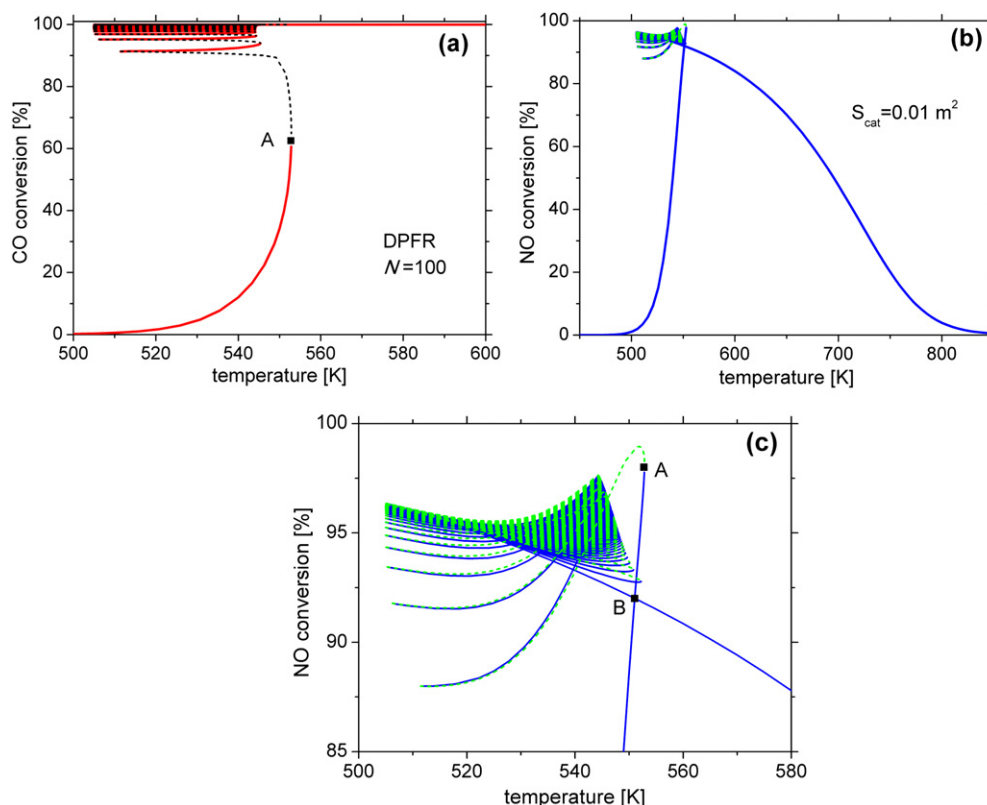 (a)
CO conversion [%]
100
80
60
40
20
0
A
DPFR
N=100
500
520
540
560
580
600
temperature [K]
(b)
NO conversion [%]
100
80
60
40
20
0
S_cat=0.01 m²
500
600
700
800
temperature [K]
(c)
NO conversion [%]
100
95
90
85
A
B
500
520
540
560
580
temperature [K]